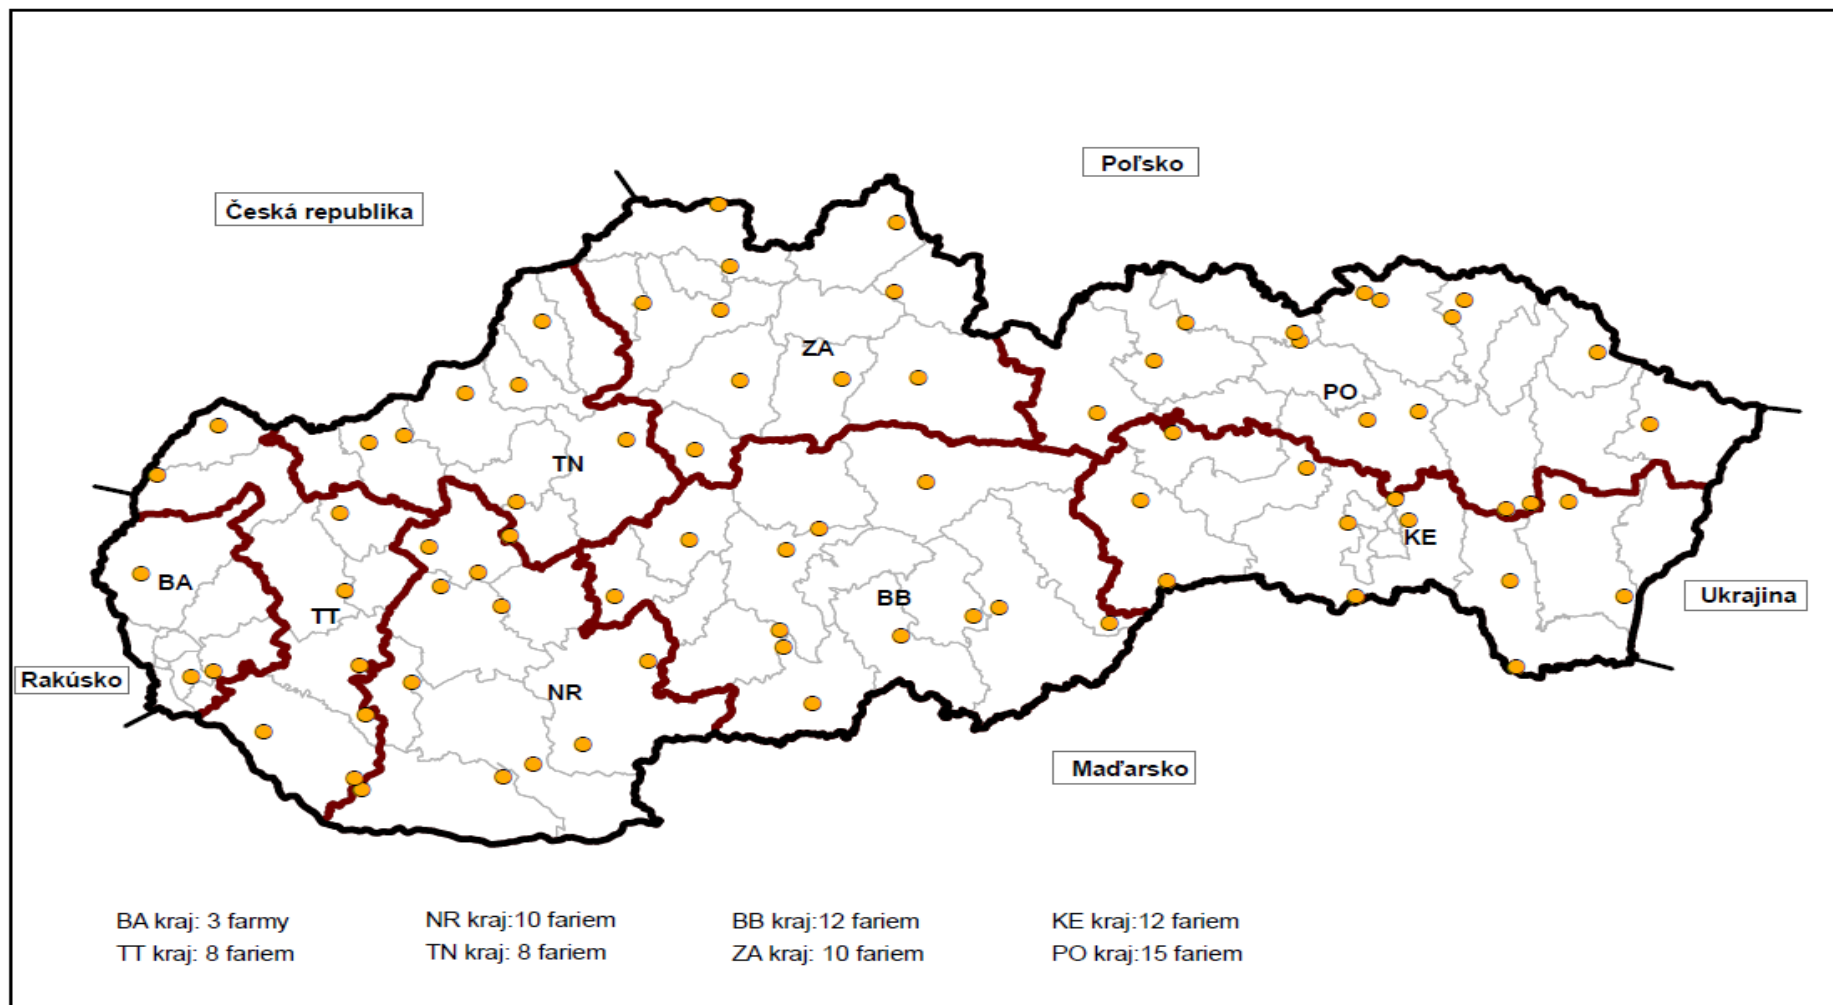 Poľsko
Česká republika
ZA
PO
TN
KE
BA
BB
Ukrajina
TT
Rakúsko
NR
Maďarsko
BA kraj: 3 farmy
NR kraj:10 fariem
BB kraj:12 fariem
KE kraj:12 fariem
TT kraj: 8 fariem
TN kraj: 8 fariem
ZA kraj: 10 fariem
PO kraj:15 fariem